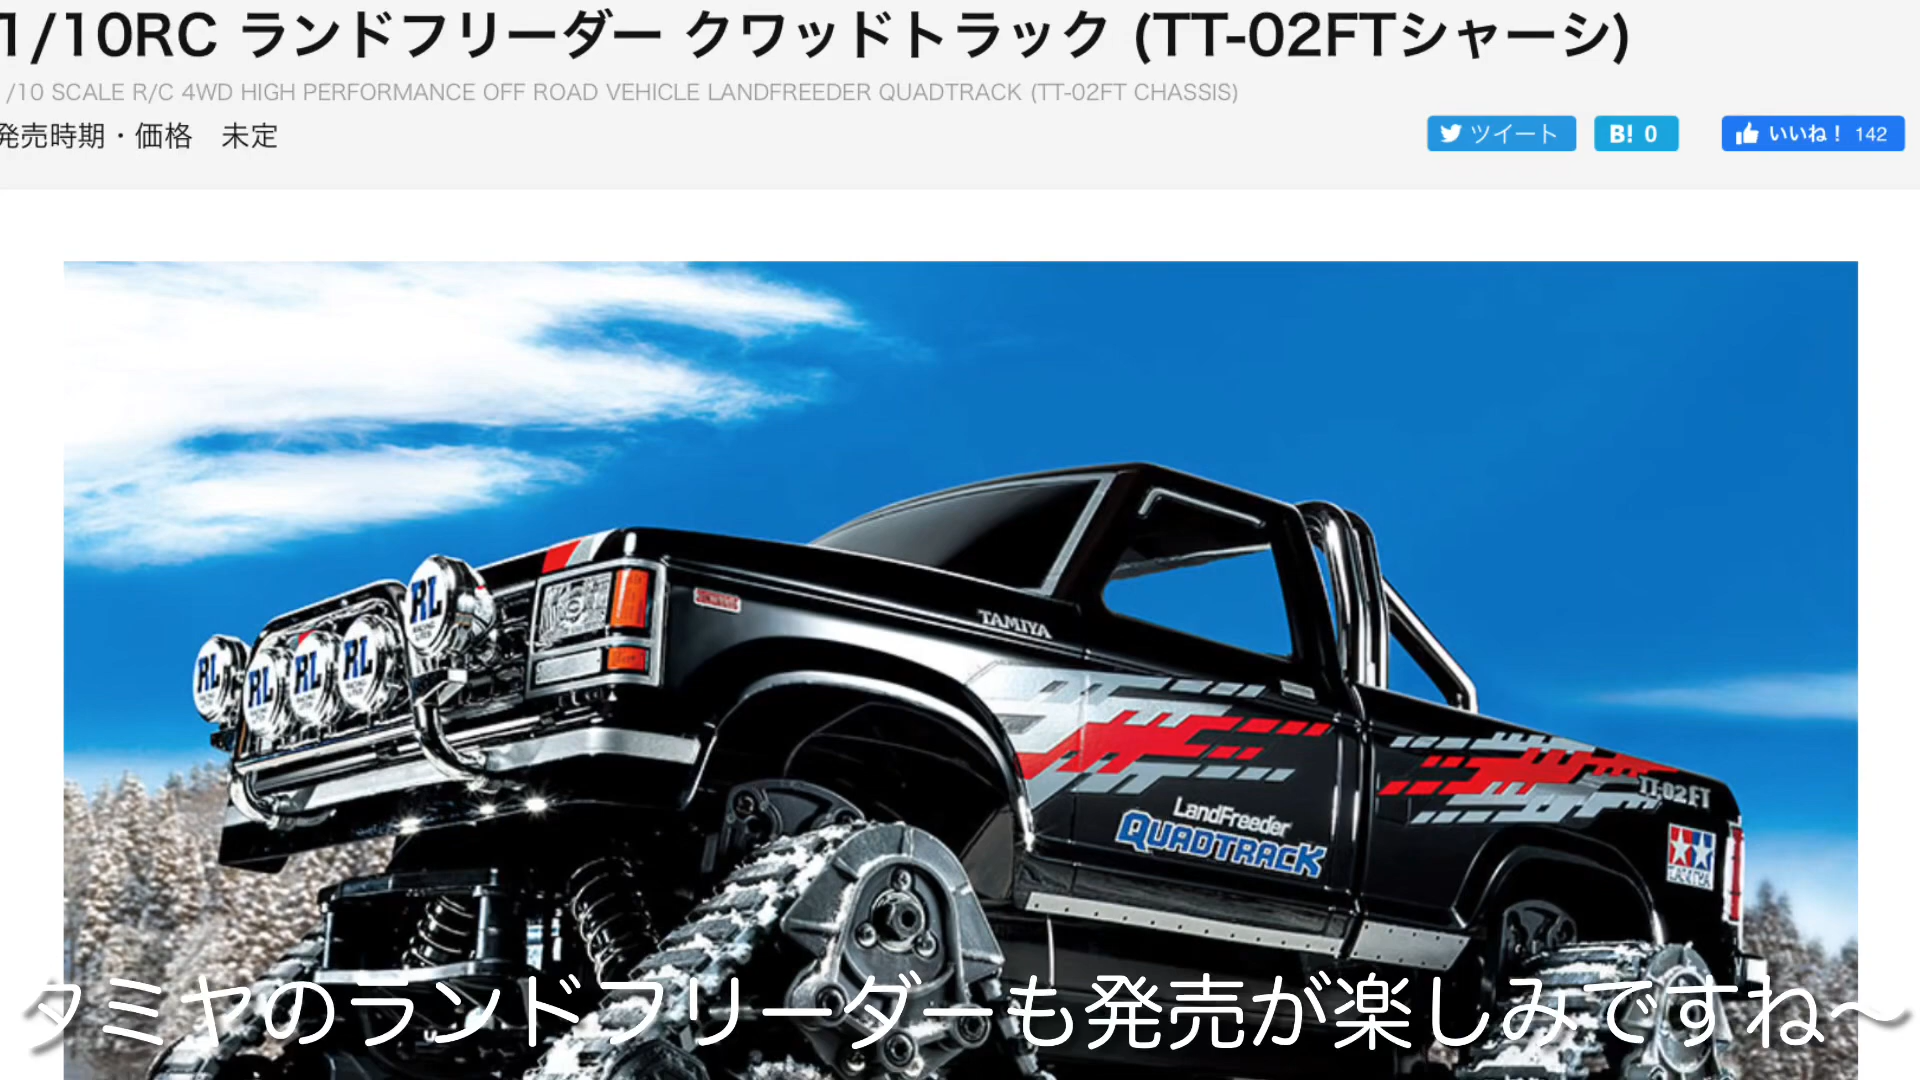 1/10RC ランドフリーダー クワッドトラック (TT-02FTシャーシ)
/10 SCALE R/C 4WD HIGH PERFORMANCE OFF ROAD VEHICLE LANDFREEDER QUADTRACK (TT-02FT CHASSIS)
発売時期・価格 未定
ツイート
B! 0
いいね! 142
RL
RL
RL
RL
RL
TAMIYA
LandFreeder
QUADTRACK
TT-02FT
TAMIYA
タミヤのランドフリーダーも発売が楽しみですね〜